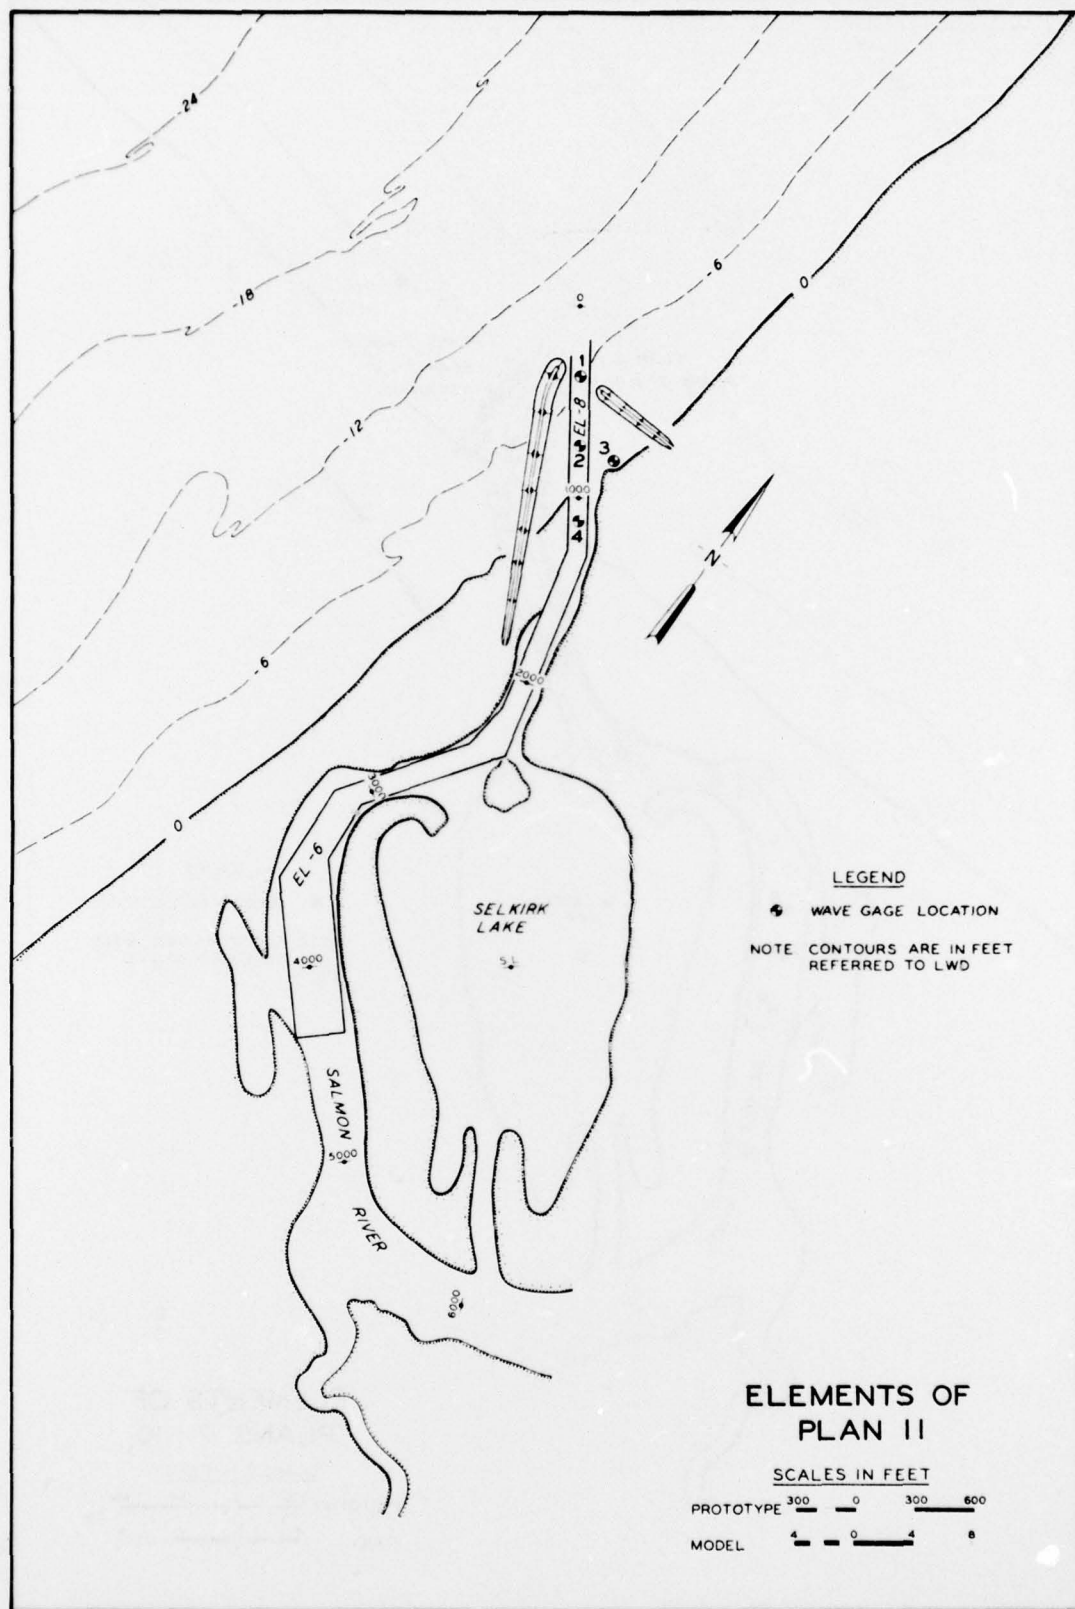 -24
-18
-6
0
0
-12
1
EL-8
2
3
1000
4
N
-6
2000
3000
0
EL-6
SELKIRK
LAKE
LEGEND
WAVE GAGE LOCATION
NOTE CONTOURS ARE IN FEET
REFERRED TO LWD
4000
S.L
SALMON
5000
RIVER
6000
ELEMENTS OF
PLAN 11
SCALES IN FEET
PROTOTYPE 300 0 300 600
MODEL 4 0 4 8